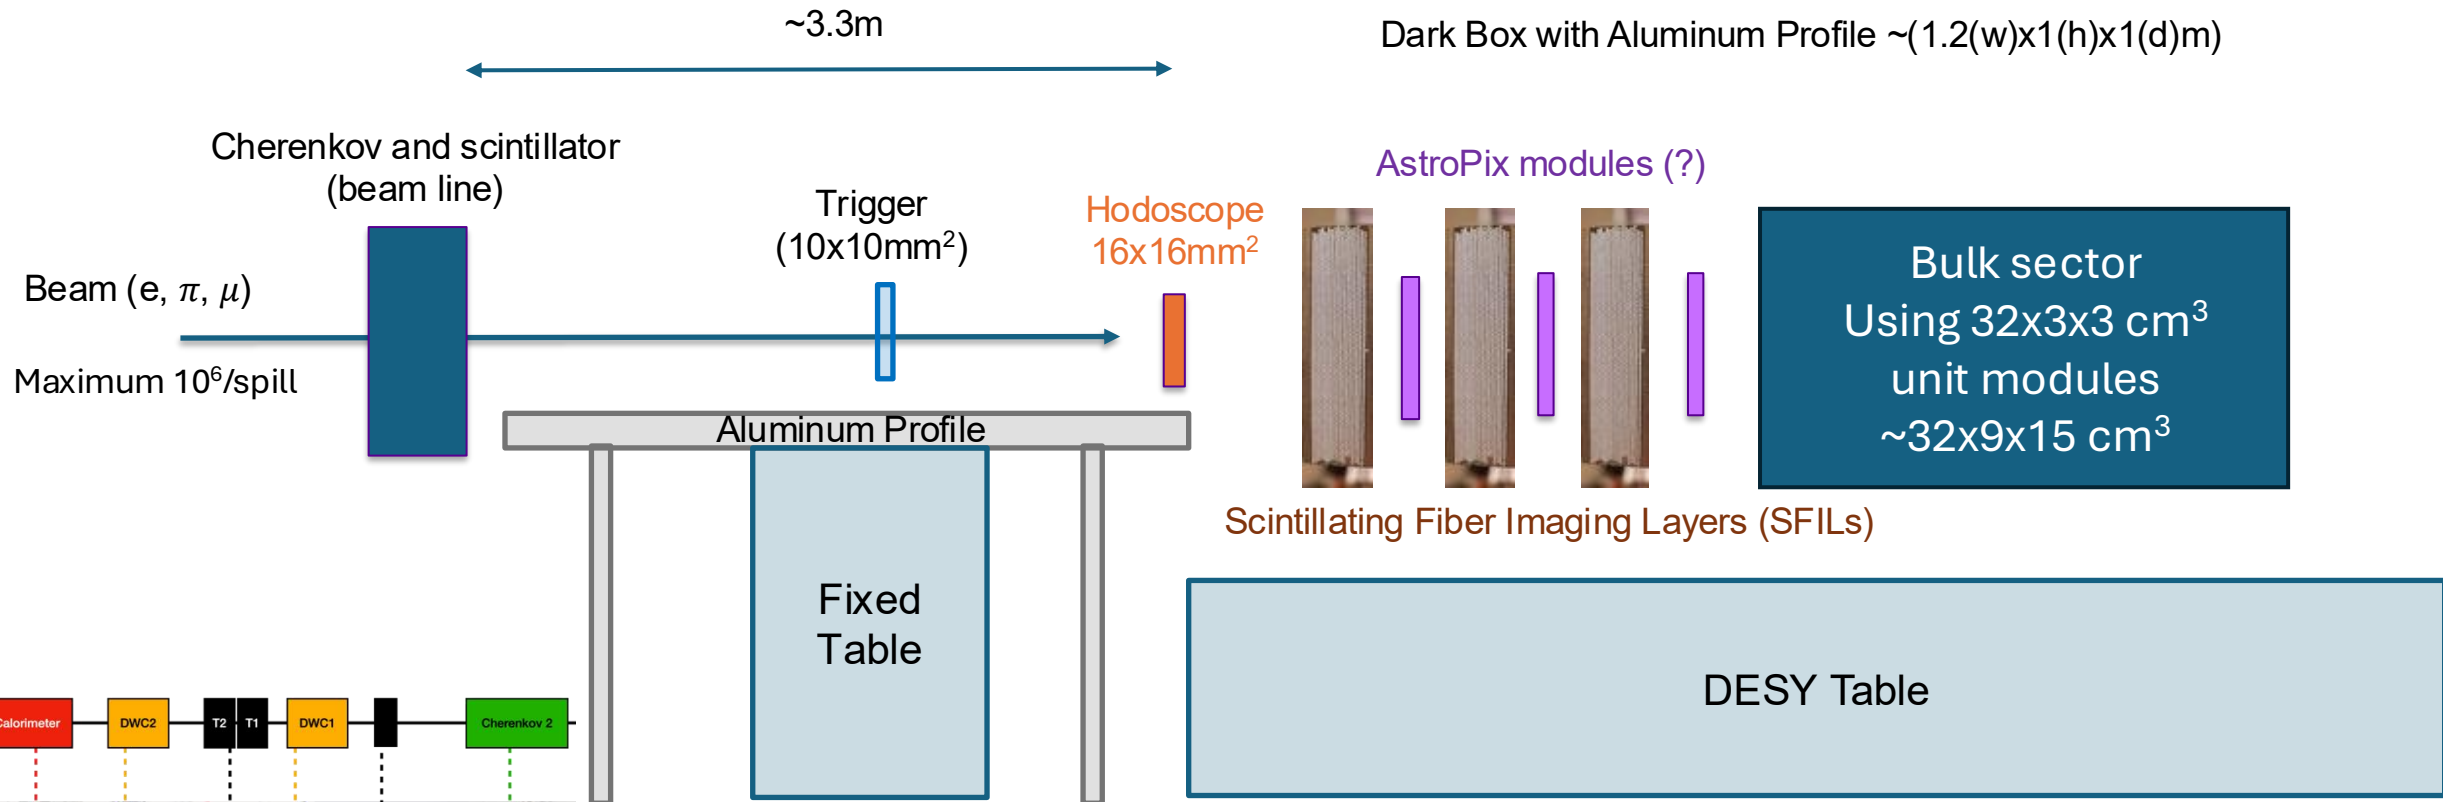 ~3.3m
Dark Box with Aluminum Profile ~(1.2(w)x1(h)x1(d)m)
Cherenkov and scintillator
(beam line)
AstroPix modules (?)
Trigger
(10x10mm²)
Hodoscope
16x16mm²
Beam (e, π, μ)
Maximum 10⁶/spill
Bulk sector
Using 32x3x3 cm³
unit modules
~32x9x15 cm³
Aluminum Profile
Scintillating Fiber Imaging Layers (SFILs)
Fixed
Table
DESY Table
Calorimeter
DWC2
T2
T1
DWC1
Cherenkov 2